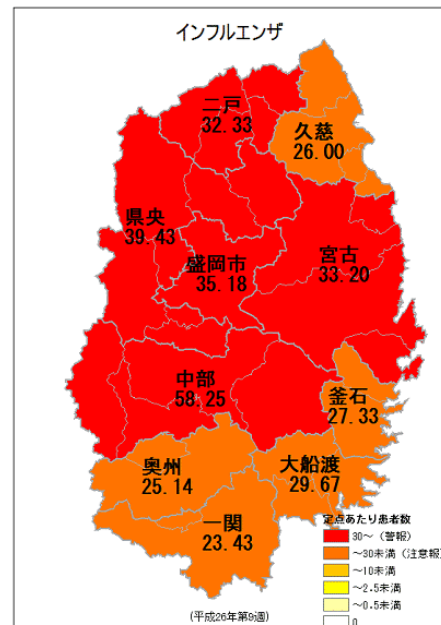 インフルエンザ
二戸
32.33
久慈
26.00
県央
39.43
盛岡市
35.18
宮古
33.20
中部
58.25
釜石
27.33
奥州
25.14
大船渡
29.67
一関
23.43
定点あたり患者数
30～（警報）
～30未満（注意報）
～10未満
～2.5未満
～0.5未満
0
(平成26年第9週)